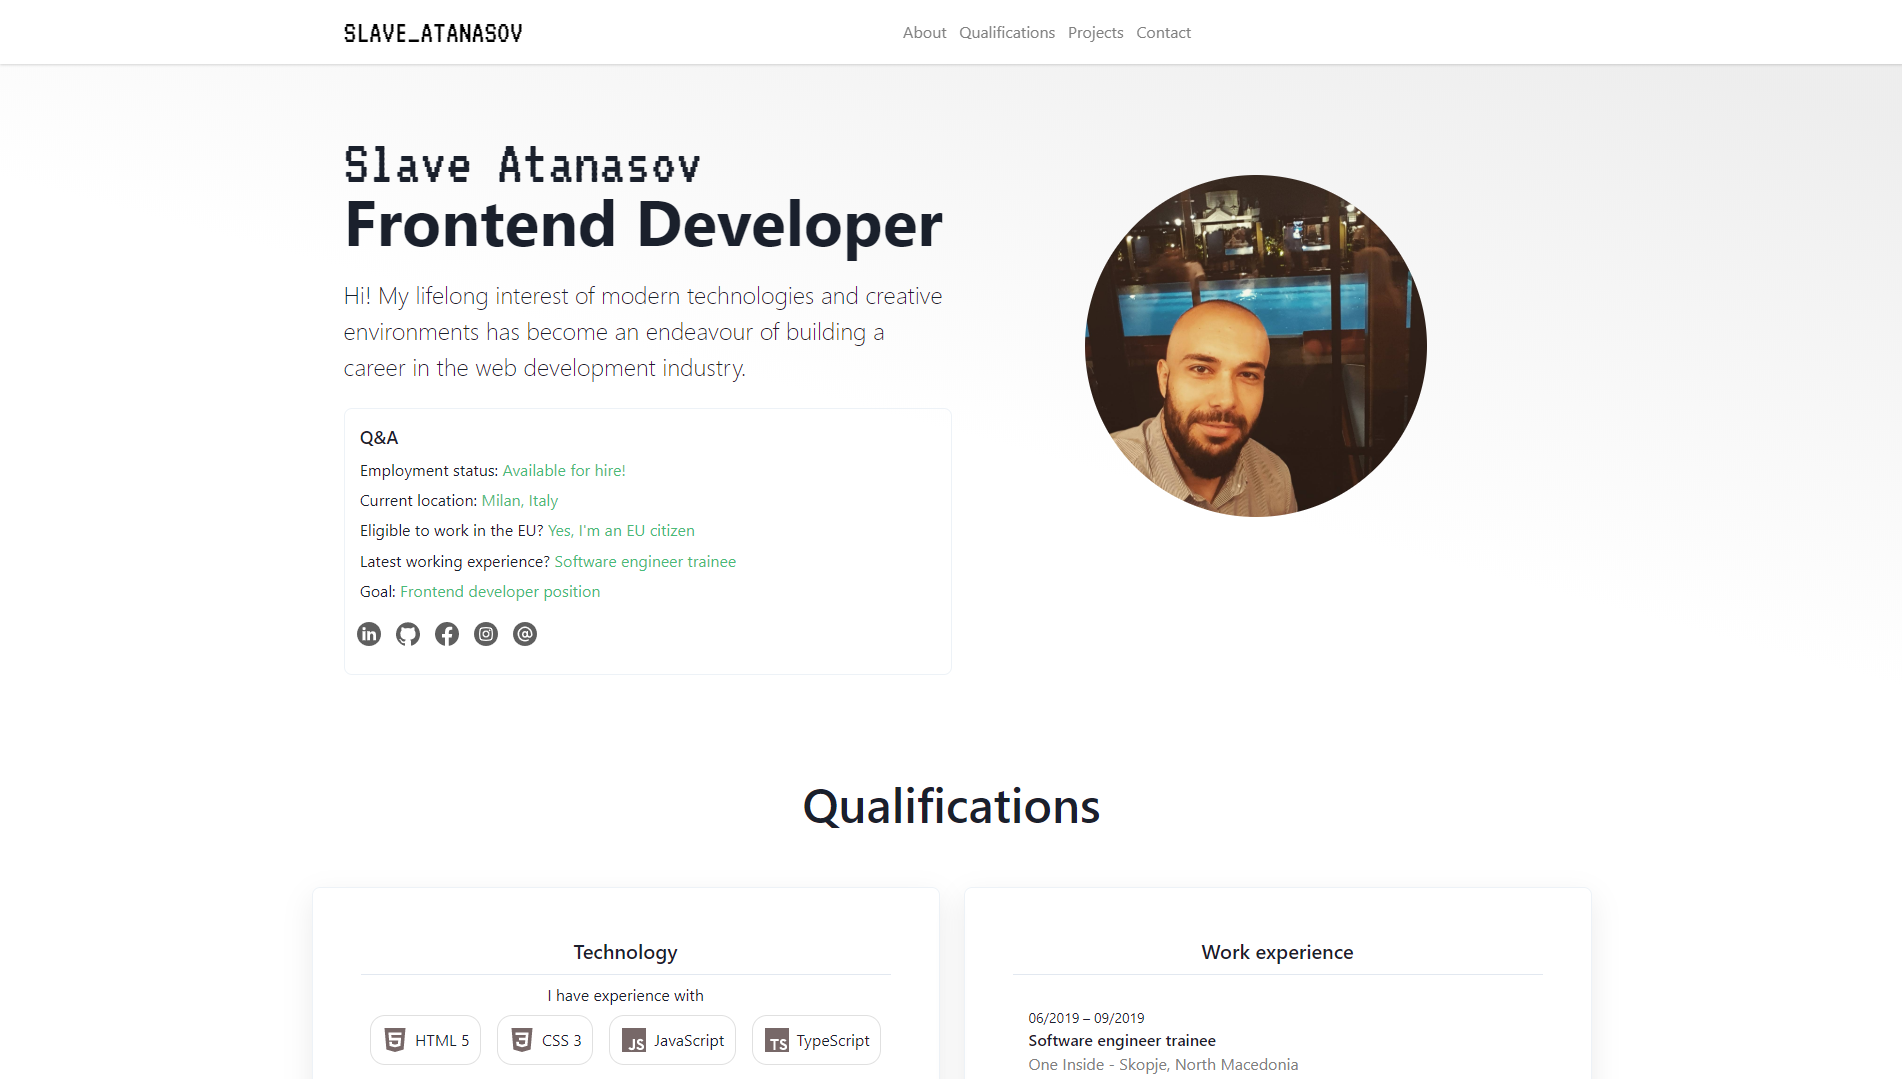 SLAVE_ATANASOV
About Qualifications Projects Contact
Slave Atanasov
Frontend Developer
Hi! My lifelong interest of modern technologies and creative
environments has become an endeavour of building a
career in the web development industry.
Q&A
Employment status: Available for hire!
Current location: Milan, Italy
Eligible to work in the EU? Yes, I'm an EU citizen
Latest working experience? Software engineer trainee
Goal: Frontend developer position
Qualifications
Technology
I have experience with
HTML 5
CSS 3
JS JavaScript
TS TypeScript
Work experience
06/2019 – 09/2019
Software engineer trainee
One Inside - Skopje, North Macedonia